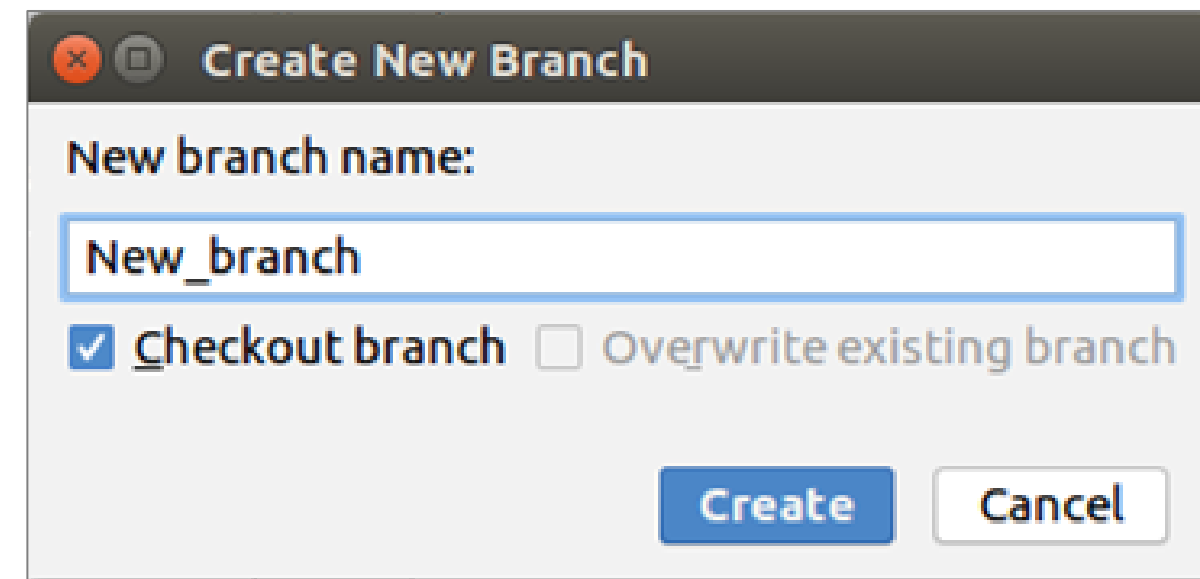 Create New Branch
New branch name:
New_branch
Checkout branch Overwrite existing branch
Create Cancel